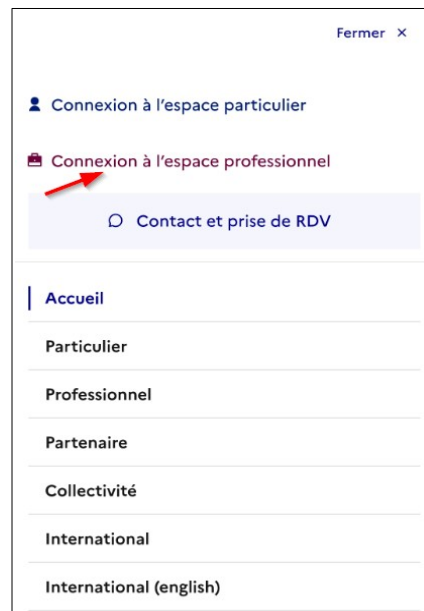 Fermer ×
Connexion à l'espace particulier
Connexion à l'espace professionnel
Contact et prise de RDV
Accueil
Particulier
Professionnel
Partenaire
Collectivité
International
International (english)